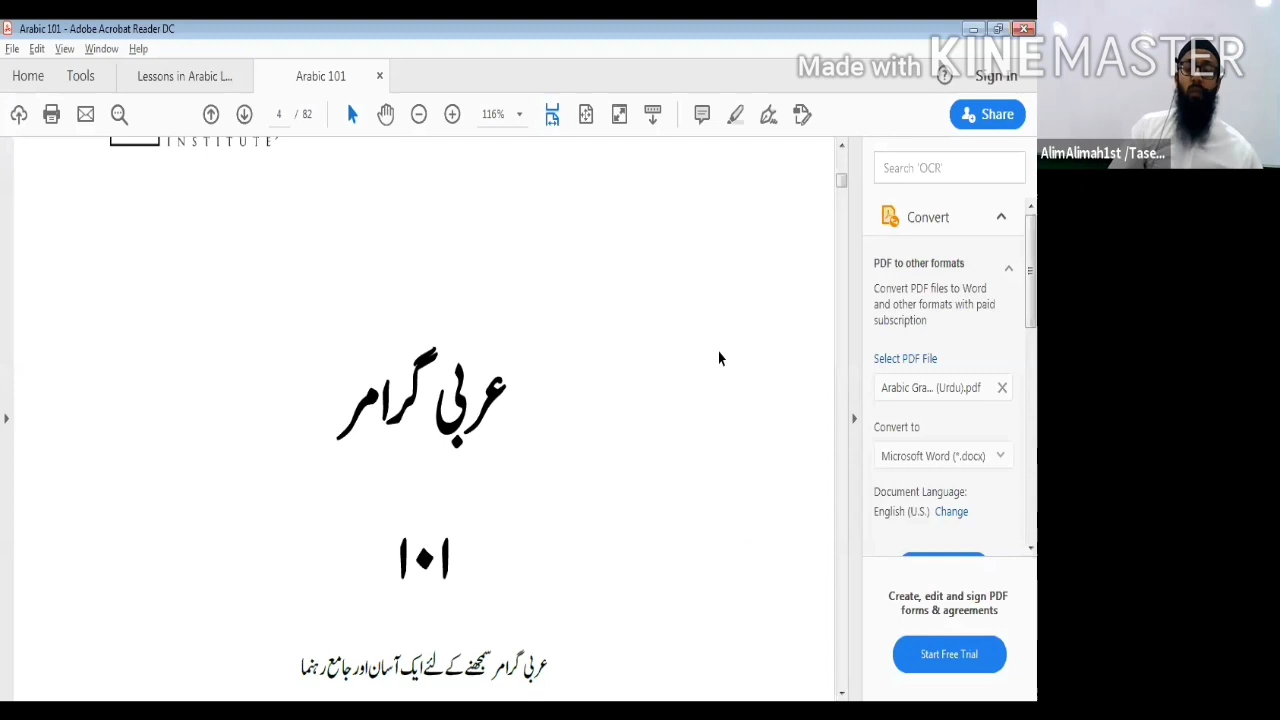 Arabic 101 - Adobe Acrobat Reader DC
File Edit View Window Help
Made with KINEMASTER
Home Tools Lessons in Arabic L... Arabic 101 × Sign In
4 / 82 116% Share
INSTITUTE
عربی گرامر
۱۰۱
عربی گرامر سمجھنے کے لئے ایک آسان اور جامع رہنما
Search 'OCR'
Convert
PDF to other formats
Convert PDF files to Word
and other formats with paid
subscription
Select PDF File
Arabic Gra... (Urdu).pdf
Convert to
Microsoft Word (*.docx)
Document Language:
English (U.S.) Change
Create, edit and sign PDF
forms & agreements
Start Free Trial
AlimAlimah1st /Tase...